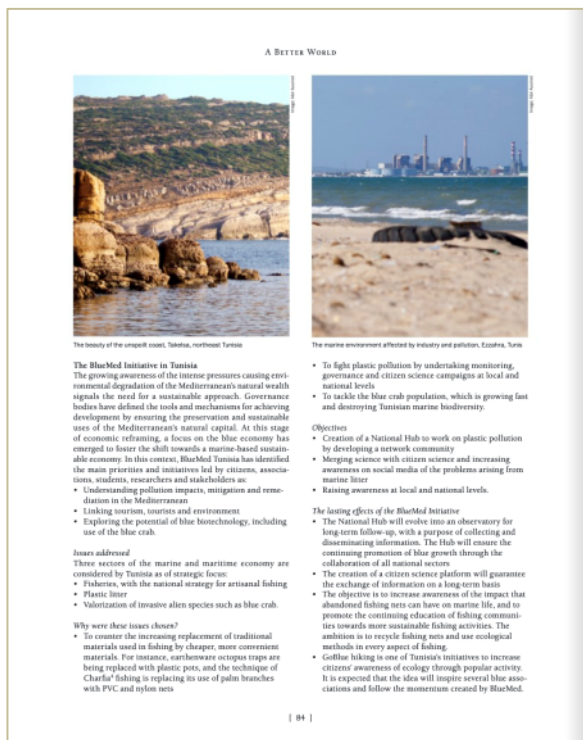 A BETTER WORLD
The beauty of the unspoilt coast, Takelsa, northeast Tunisia
The marine environment affected by industry and pollution, Ezzahra, Tunis
The BlueMed Initiative in Tunisia
The growing awareness of the intense pressures causing envi-
ronmental degradation of the Mediterranean's natural wealth
signals the need for a sustainable approach. Governance
bodies have defined the tools and mechanisms for achieving
development by ensuring the preservation and sustainable
uses of the Mediterranean's natural capital. At this stage
of economic reframing, a focus on the blue economy has
emerged to foster the shift towards a marine-based sustain-
able economy. In this context, BlueMed Tunisia has identified
the main priorities and initiatives led by citizens, associa-
tions, students, researchers and stakeholders as:
• Understanding pollution impacts, mitigation and reme-
diation in the Mediterranean
• Linking tourism, tourists and environment
• Exploring the potential of blue biotechnology, including
use of the blue crab.
Issues addressed
Three sectors of the marine and maritime economy are
considered by Tunisia as of strategic focus:
• Fisheries, with the national strategy for artisanal fishing
• Plastic litter
• Valorization of invasive alien species such as blue crab.
Why were these issues chosen?
• To counter the increasing replacement of traditional
materials used in fishing by cheaper, more convenient
materials. For instance, earthenware octopus traps are
being replaced with plastic pots, and the technique of
Charfia⁴ fishing is replacing its use of palm branches
with PVC and nylon nets
• To fight plastic pollution by undertaking monitoring,
governance and citizen science campaigns at local and
national levels
• To tackle the blue crab population, which is growing fast
and destroying Tunisian marine biodiversity.
Objectives
• Creation of a National Hub to work on plastic pollution
by developing a network community
• Merging science with citizen science and increasing
awareness on social media of the problems arising from
marine litter
• Raising awareness at local and national levels.
The lasting effects of the BlueMed Initiative
• The National Hub will evolve into an observatory for
long-term follow-up, with a purpose of collecting and
disseminating information. The Hub will ensure the
continuing promotion of blue growth through the
collaboration of all national sectors
• The creation of a citizen science platform will guarantee
the exchange of information on a long-term basis
• The objective is to increase awareness of the impact that
abandoned fishing nets can have on marine life, and to
promote the continuing education of fishing communi-
ties towards more sustainable fishing activities. The
ambition is to recycle fishing nets and use ecological
methods in every aspect of fishing.
• GoBlue hiking is one of Tunisia's initiatives to increase
citizens' awareness of ecology through popular activity.
It is expected that the idea will inspire several blue asso-
ciations and follow the momentum created by BlueMed.
| 84 |